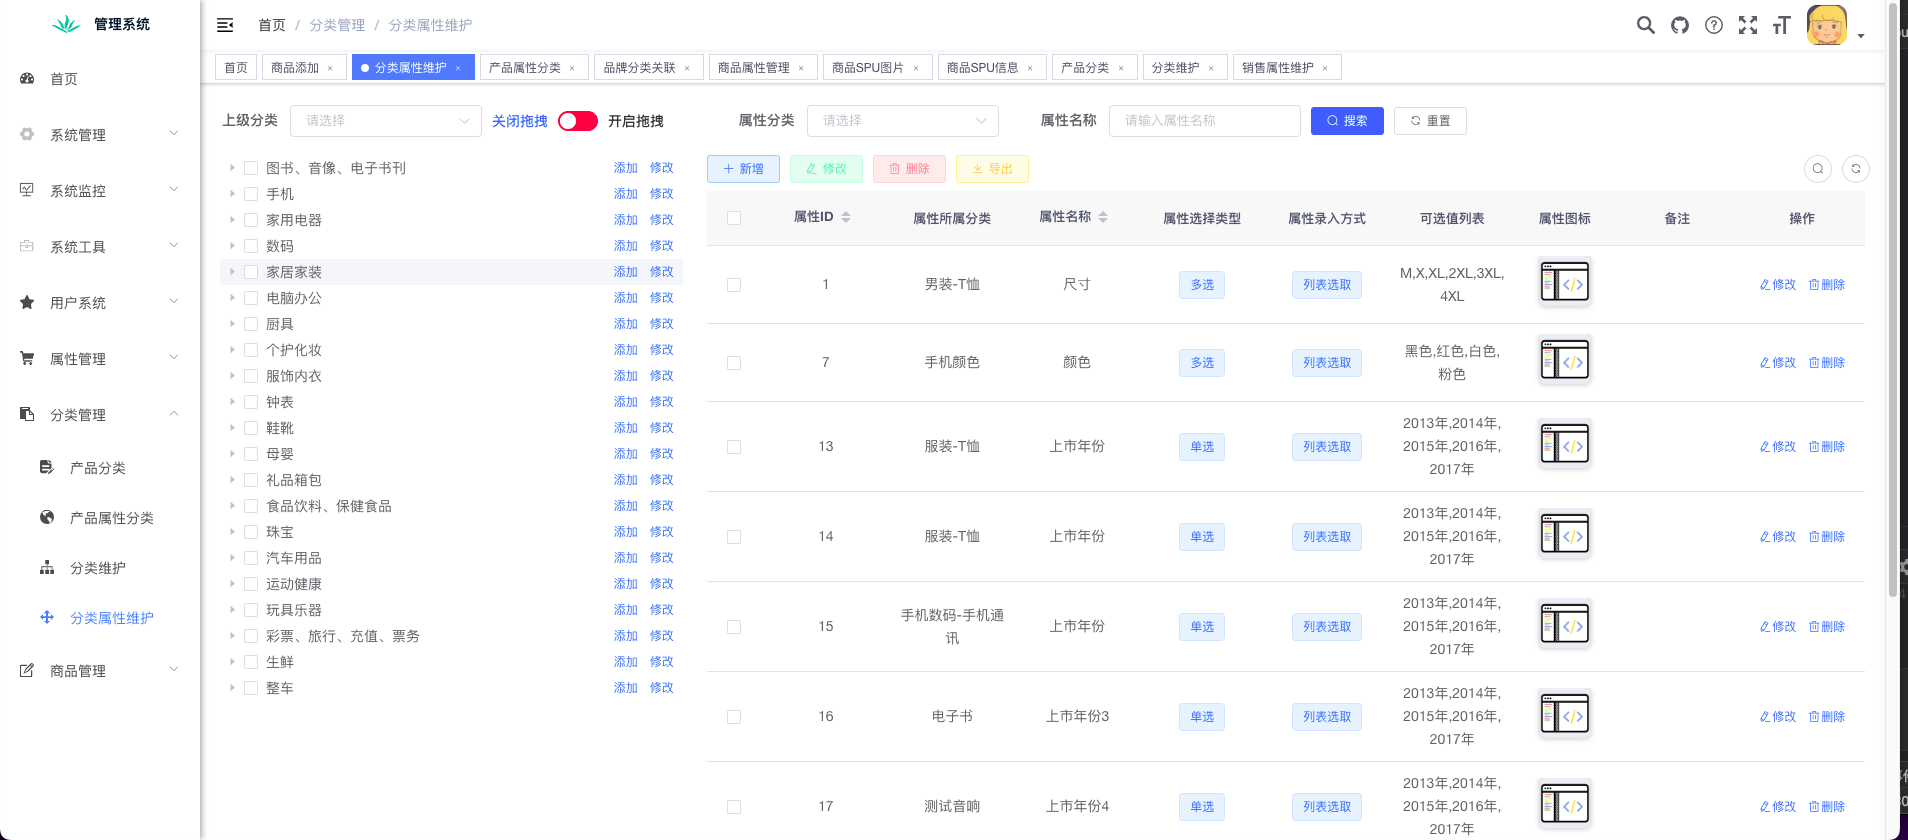 管理系统
首页
系统管理
系统监控
系统工具
用户系统
属性管理
分类管理
产品分类
产品属性分类
分类维护
分类属性维护
商品管理
首页 / 分类管理 / 分类属性维护
首页 商品添加 × 分类属性维护 × 产品属性分类 × 品牌分类关联 × 商品属性管理 × 商品SPU图片 × 商品SPU信息 × 产品分类 × 分类维护 × 销售属性维护 ×
上级分类 请选择 关闭拖拽 开启拖拽
图书、音像、电子书刊 添加 修改
手机 添加 修改
家用电器 添加 修改
数码 添加 修改
家居家装 添加 修改
电脑办公 添加 修改
厨具 添加 修改
个护化妆 添加 修改
服饰内衣 添加 修改
钟表 添加 修改
鞋靴 添加 修改
母婴 添加 修改
礼品箱包 添加 修改
食品饮料、保健食品 添加 修改
珠宝 添加 修改
汽车用品 添加 修改
运动健康 添加 修改
玩具乐器 添加 修改
彩票、旅行、充值、票务 添加 修改
生鲜 添加 修改
整车 添加 修改
属性分类 请选择 属性名称 请输入属性名称 搜索 重置
新增 修改 删除 导出
属性ID 属性所属分类 属性名称 属性选择类型 属性录入方式 可选值列表 属性图标 备注 操作
1 男装-T恤 尺寸 多选 列表选取 M,X,XL,2XL,3XL,
4XL 修改 删除
7 手机颜色 颜色 多选 列表选取 黑色,红色,白色,
粉色 修改 删除
13 服装-T恤 上市年份 单选 列表选取 2013年,2014年,
2015年,2016年,
2017年 修改 删除
14 服装-T恤 上市年份 单选 列表选取 2013年,2014年,
2015年,2016年,
2017年 修改 删除
15 手机数码-手机通
讯 上市年份 单选 列表选取 2013年,2014年,
2015年,2016年,
2017年 修改 删除
16 电子书 上市年份3 单选 列表选取 2013年,2014年,
2015年,2016年,
2017年 修改 删除
17 测试音响 上市年份4 单选 列表选取 2013年,2014年,
2015年,2016年,
2017年 修改 删除